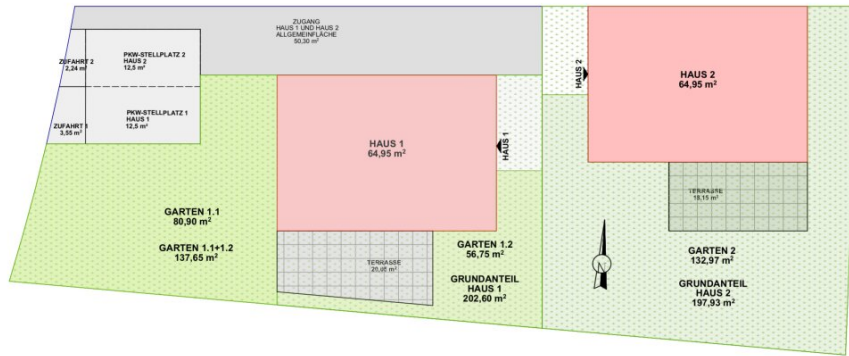 ZUGANG
HAUS 1 UND HAUS 2
ALLGEMEINFLÄCHE
50,30 m²
ZUFAHRT 2
2,24 m²
PKW-STELLPLATZ 2
HAUS 2
12,5 m²
ZUFAHRT 1
3,55 m²
PKW-STELLPLATZ 1
HAUS 1
12,5 m²
HAUS 1
64,95 m²
HAUS 1
HAUS 2
HAUS 2
64,95 m²
GARTEN 1.1
80,90 m²
GARTEN 1.1+1.2
137,65 m²
TERRASSE
GARTEN 1.2
56,75 m²
GRUNDANTEIL
HAUS 1
202,60 m²
N
TERRASSE
GARTEN 2
132,97 m²
GRUNDANTEIL
HAUS 2
197,93 m²